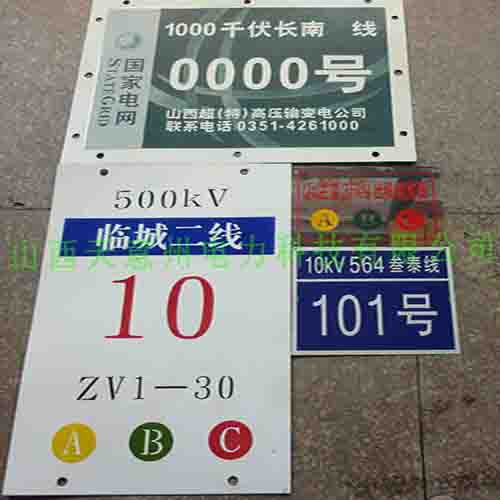 国家电网
STATE GRID
1000千伏长南 线
0000号
山西超(特)高压输变电公司
联系电话 0351-4261000
500kV
临城二线
10
ZV1—30
A B C
A B C
10kV 564 叁泰线
101号
山西天意州电力科技有限公司